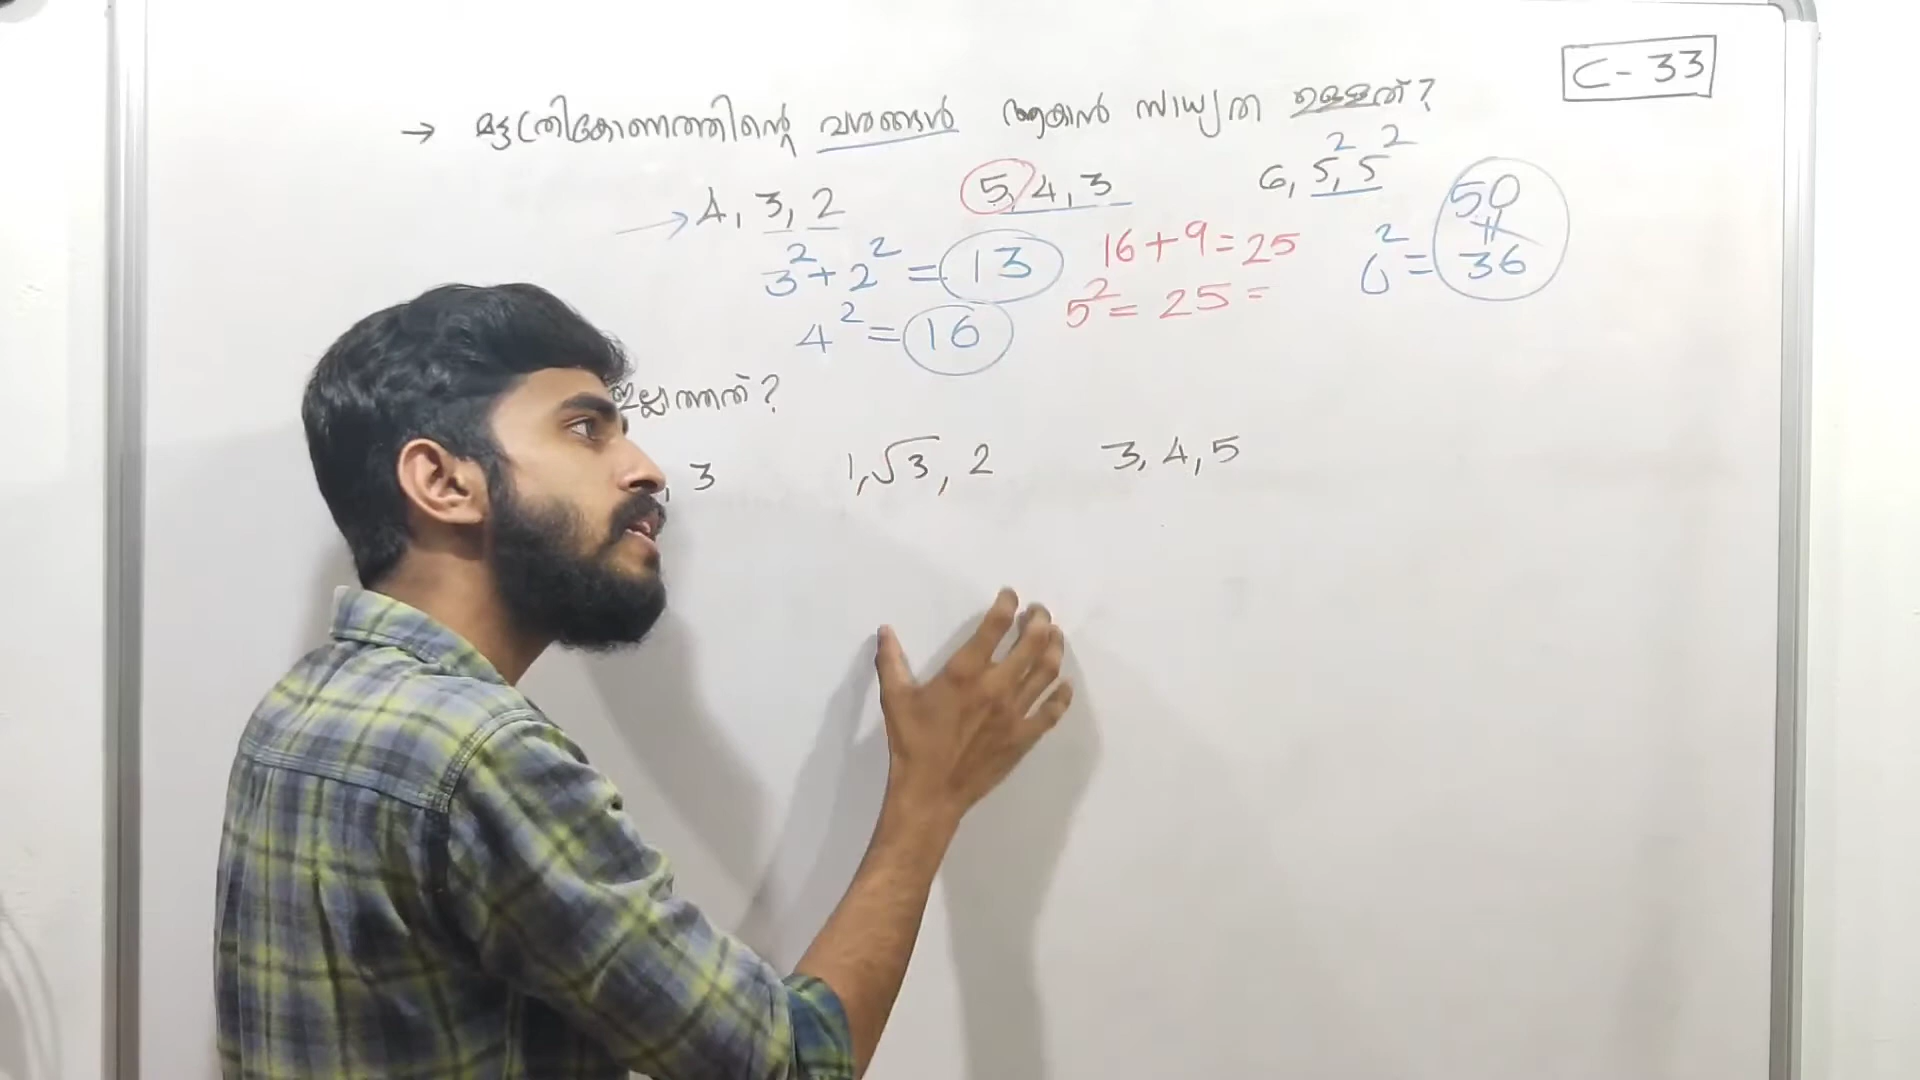 C-33
→ മട്ടത്രികോണത്തിന്റെ വശങ്ങൾ ആകാൻ സാധ്യത ഉള്ളത്?
4, 3, 2 5, 4, 3 6, 5², 5²
3² + 2² = 13 16 + 9 = 25 6² = 36 50
4² = 16 5² = 25 =
ഇല്ലാത്തത്?
, 3 1, √3, 2 3, 4, 5